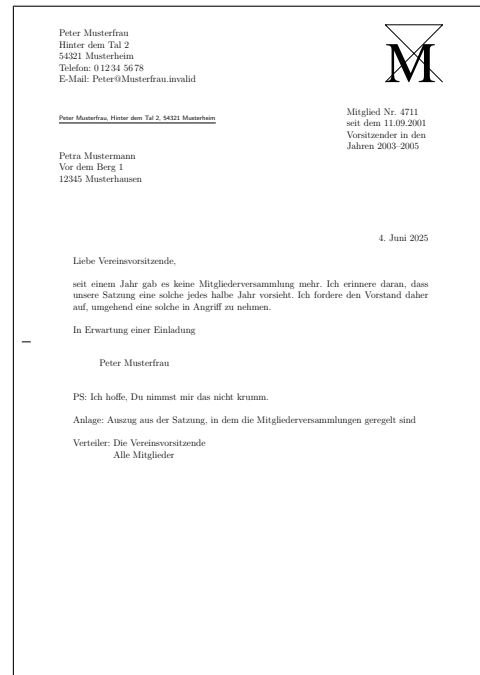 Peter Musterfrau
Hinter dem Tal 2
54321 Musterheim
Telefon: 0 12 34 56 78
E-Mail: Peter@Musterfrau.invalid
M
Peter Musterfrau, Hinter dem Tal 2, 54321 Musterheim
Mitglied Nr. 4711
seit dem 11.09.2001
Vorsitzender in den
Jahren 2003–2005
Petra Mustermann
Vor dem Berg 1
12345 Musterhausen
4. Juni 2025
Liebe Vereinsvorsitzende,
seit einem Jahr gab es keine Mitgliederversammlung mehr. Ich erinnere daran, dass
unsere Satzung eine solche jedes halbe Jahr vorsieht. Ich fordere den Vorstand daher
auf, umgehend eine solche in Angriff zu nehmen.
In Erwartung einer Einladung
Peter Musterfrau
PS: Ich hoffe, Du nimmst mir das nicht krumm.
Anlage: Auszug aus der Satzung, in dem die Mitgliederversammlungen geregelt sind
Verteiler: Die Vereinsvorsitzende
Alle Mitglieder